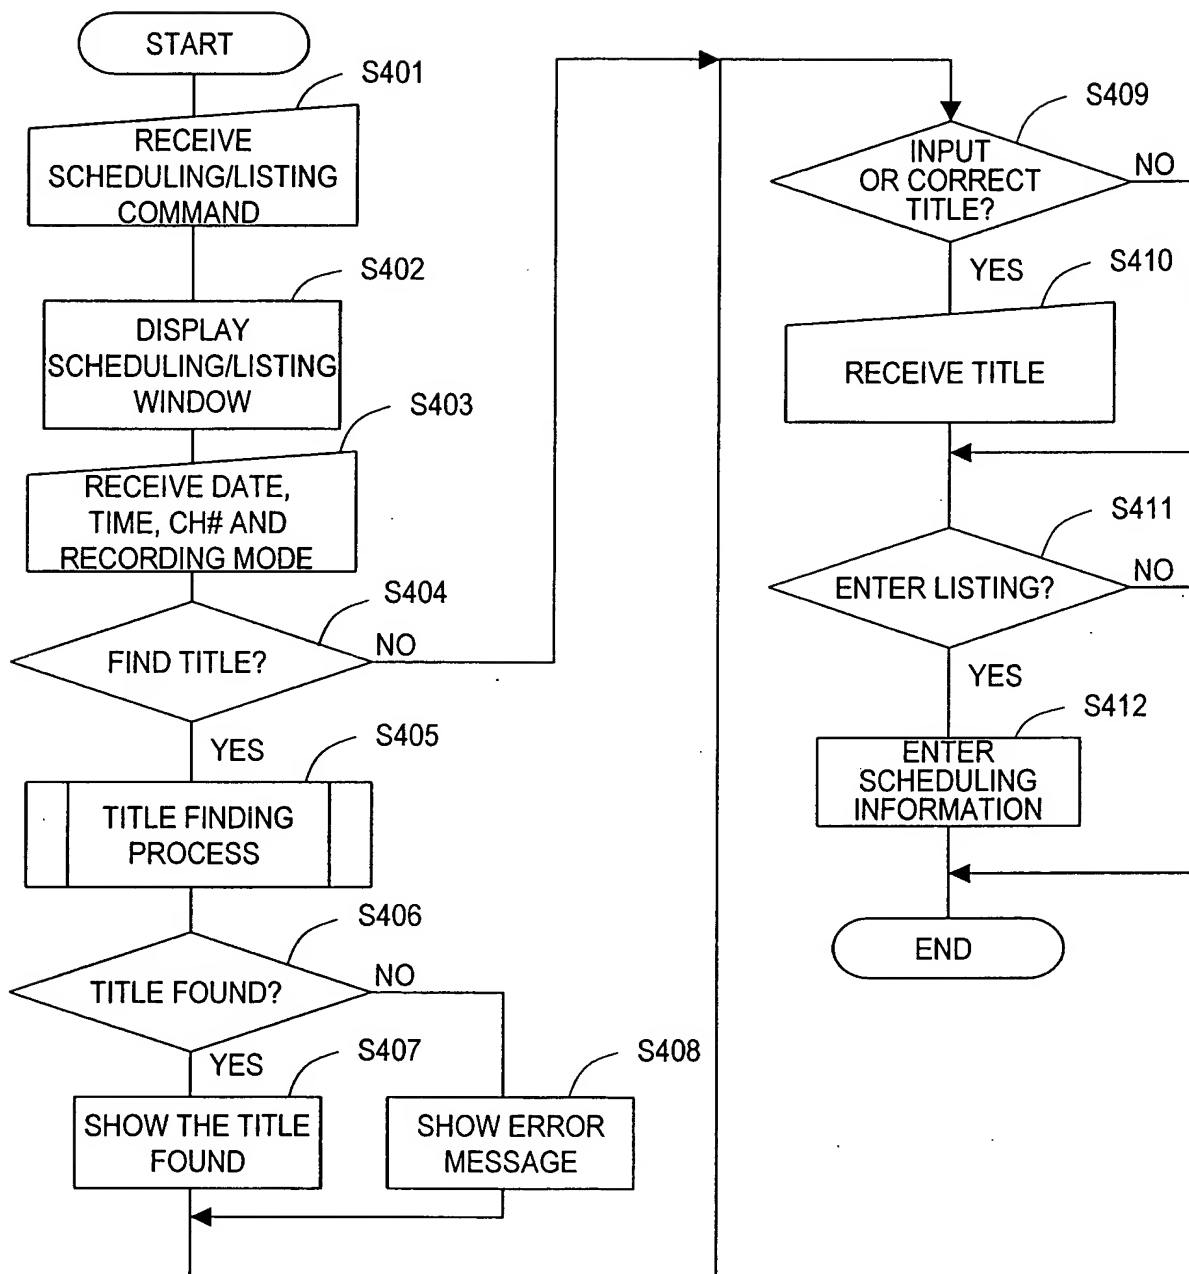 START
S401
RECEIVE
SCHEDULING/LISTING
COMMAND
S402
DISPLAY
SCHEDULING/LISTING
WINDOW
S403
RECEIVE DATE,
TIME, CH# AND
RECORDING MODE
S404
FIND TITLE?
NO
YES
S405
TITLE FINDING
PROCESS
S406
TITLE FOUND?
NO
YES
S407
SHOW THE TITLE
FOUND
S408
SHOW ERROR
MESSAGE
S409
INPUT
OR CORRECT
TITLE?
NO
YES
S410
RECEIVE TITLE
S411
ENTER LISTING?
NO
YES
S412
ENTER
SCHEDULING
INFORMATION
END